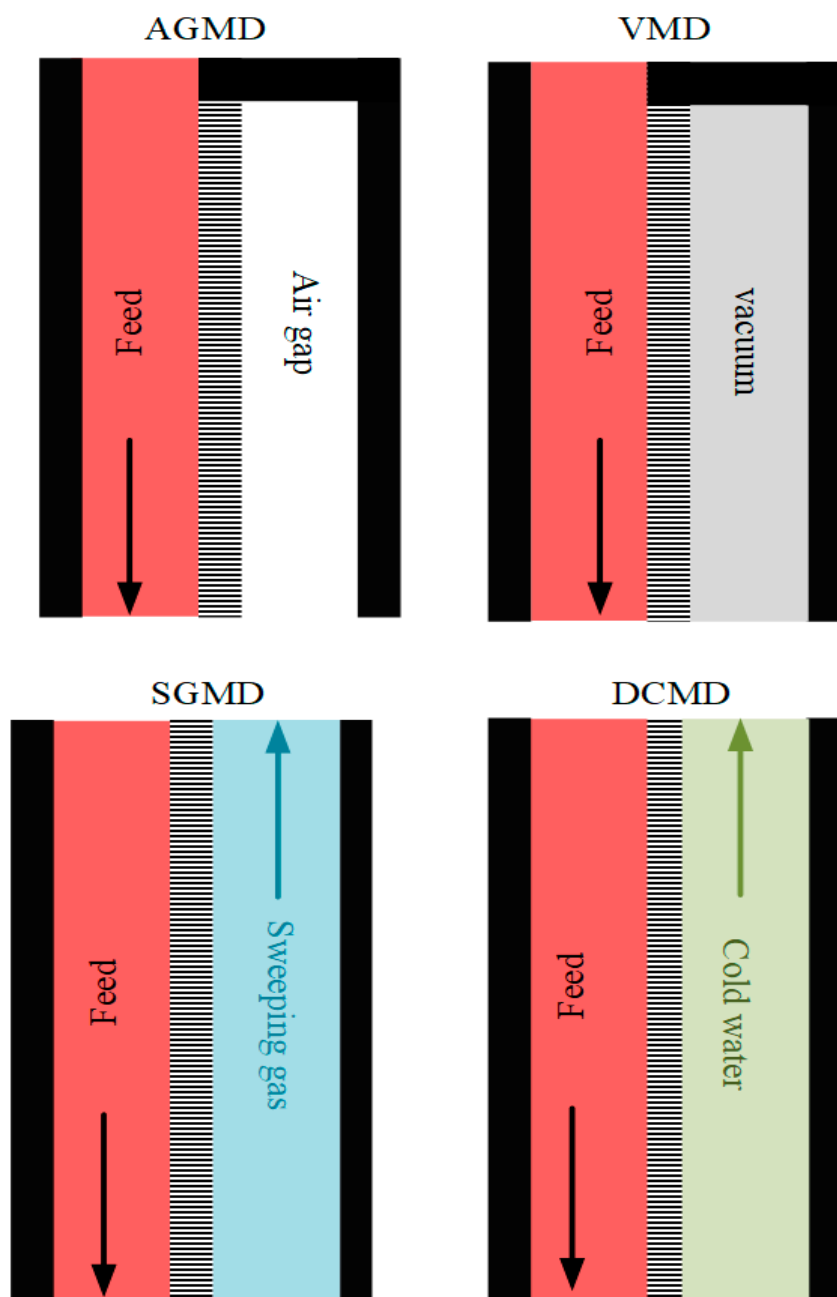 AGMD
VMD
Feed
Air gap
Feed
vacuum
SGMD
DCMD
Feed
Sweeping gas
Feed
Cold water